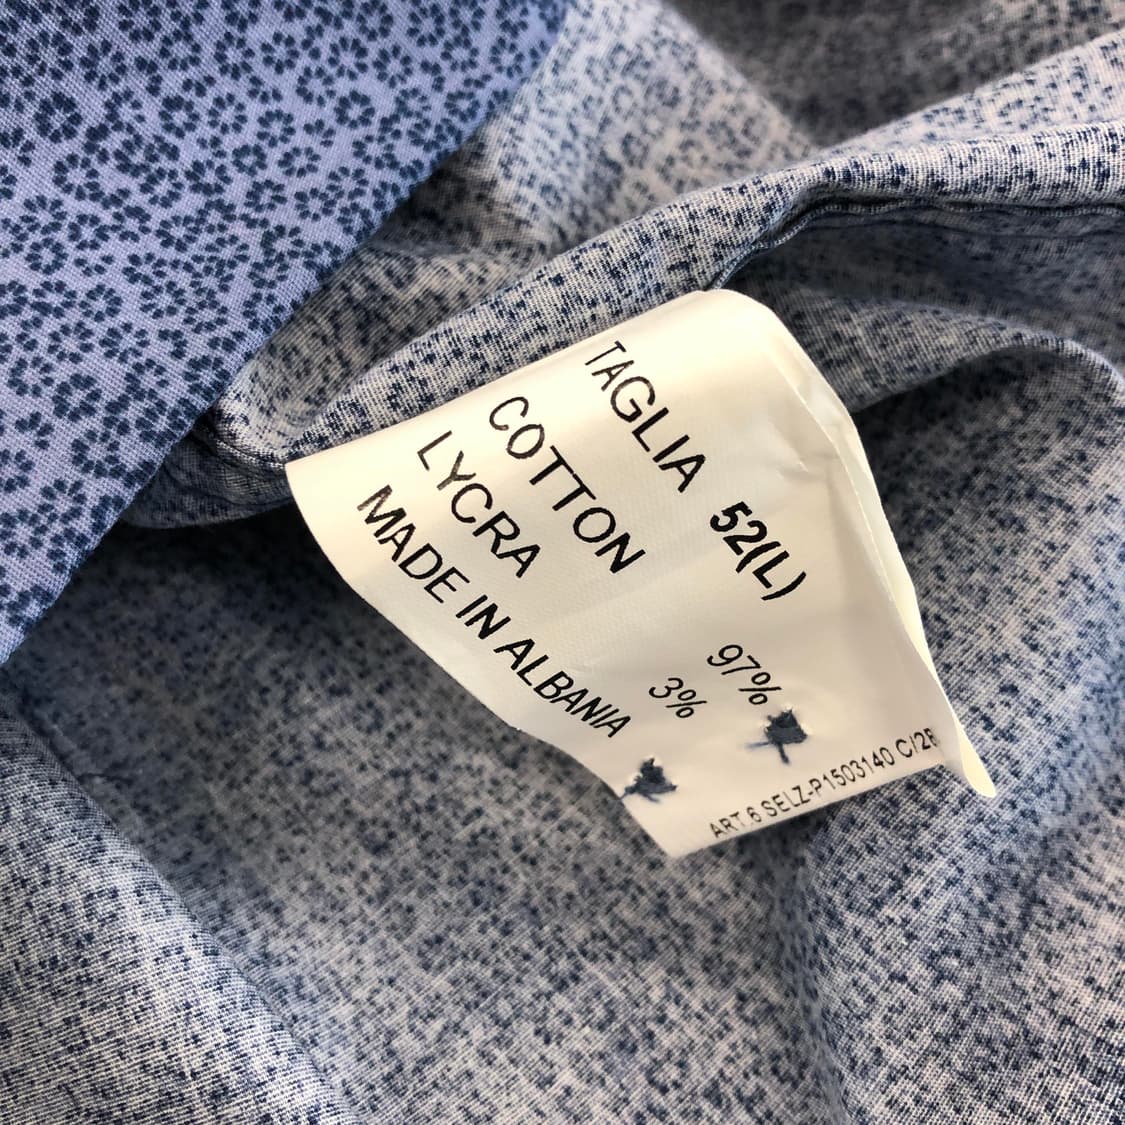 TAGLIA 52(L)
COTTON 97%
LYCRA 3%
MADE IN ALBANIA
ART.6 SELZ-P1503140 C/28